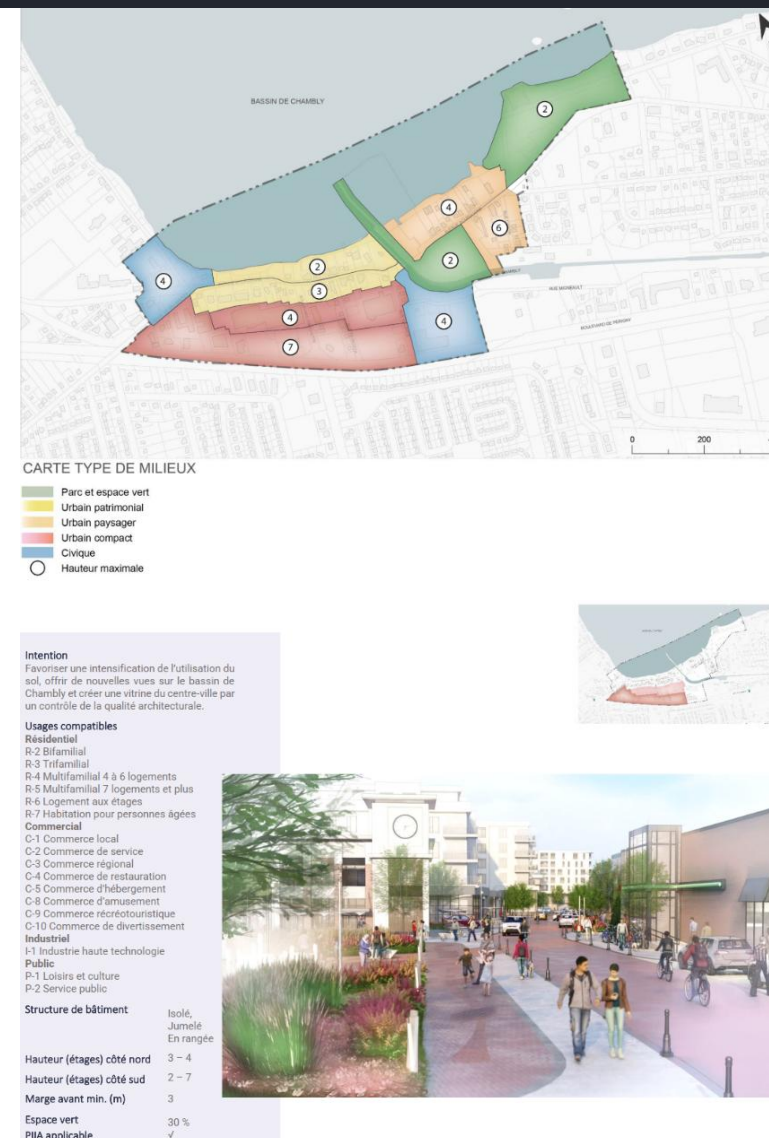 BASSIN DE CHAMBLY
2
4
6
2
4
2
3
4
4
7
RUE MIGNEAULT
BOULEVARD DE PÉRIGNY
0 200
CARTE TYPE DE MILIEUX
Parc et espace vert
Urbain patrimonial
Urbain paysager
Urbain compact
Civique
Hauteur maximale
Intention
Favoriser une intensification de l'utilisation du
sol, offrir de nouvelles vues sur le bassin de
Chambly et créer une vitrine du centre-ville par
un contrôle de la qualité architecturale.
Usages compatibles
Résidentiel
R-2 Bifamilial
R-3 Trifamilial
R-4 Multifamilial 4 à 6 logements
R-5 Multifamilial 7 logements et plus
R-6 Logement aux étages
R-7 Habitation pour personnes âgées
Commercial
C-1 Commerce local
C-2 Commerce de service
C-3 Commerce régional
C-4 Commerce de restauration
C-5 Commerce d'hébergement
C-8 Commerce d'amusement
C-9 Commerce récréotouristique
C-10 Commerce de divertissement
Industriel
I-1 Industrie haute technologie
Public
P-1 Loisirs et culture
P-2 Service public
Structure de bâtiment Isolé,
Jumelé
En rangée
Hauteur (étages) côté nord 3 – 4
Hauteur (étages) côté sud 2 – 7
Marge avant min. (m) 3
Espace vert 30 %
PIIA applicable √